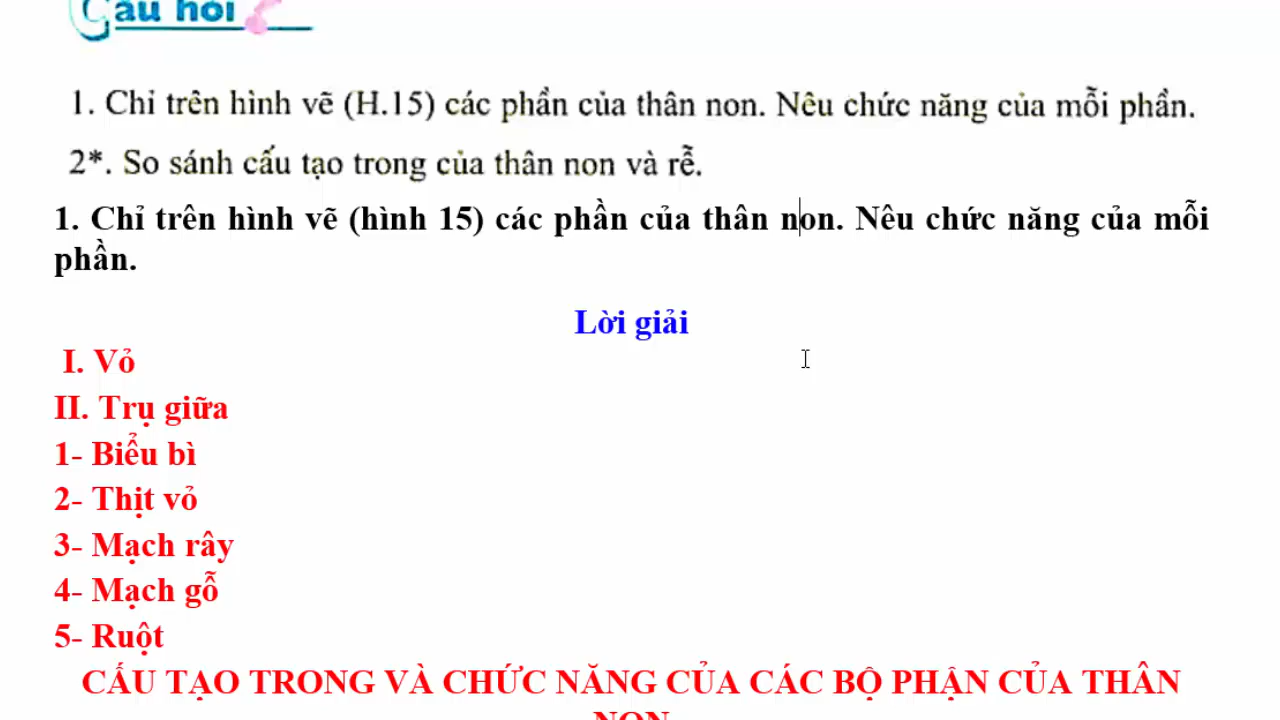 Câu hỏi ?
1. Chỉ trên hình vẽ (H.15) các phần của thân non. Nêu chức năng của mỗi phần.
2*. So sánh cấu tạo trong của thân non và rễ.
1. Chỉ trên hình vẽ (hình 15) các phần của thân non. Nêu chức năng của mỗi
phần.
Lời giải
I. Vỏ
II. Trụ giữa
1- Biểu bì
2- Thịt vỏ
3- Mạch rây
4- Mạch gỗ
5- Ruột
CẤU TẠO TRONG VÀ CHỨC NĂNG CỦA CÁC BỘ PHẬN CỦA THÂN
NON